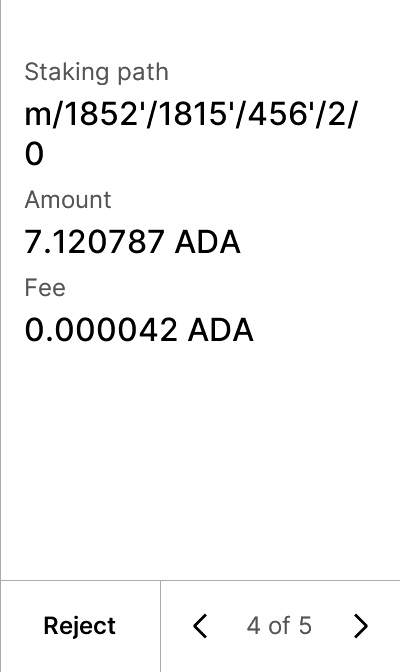 Staking path
m/1852'/1815'/456'/2/
0
Amount
7.120787 ADA
Fee
0.000042 ADA
Reject
4 of 5